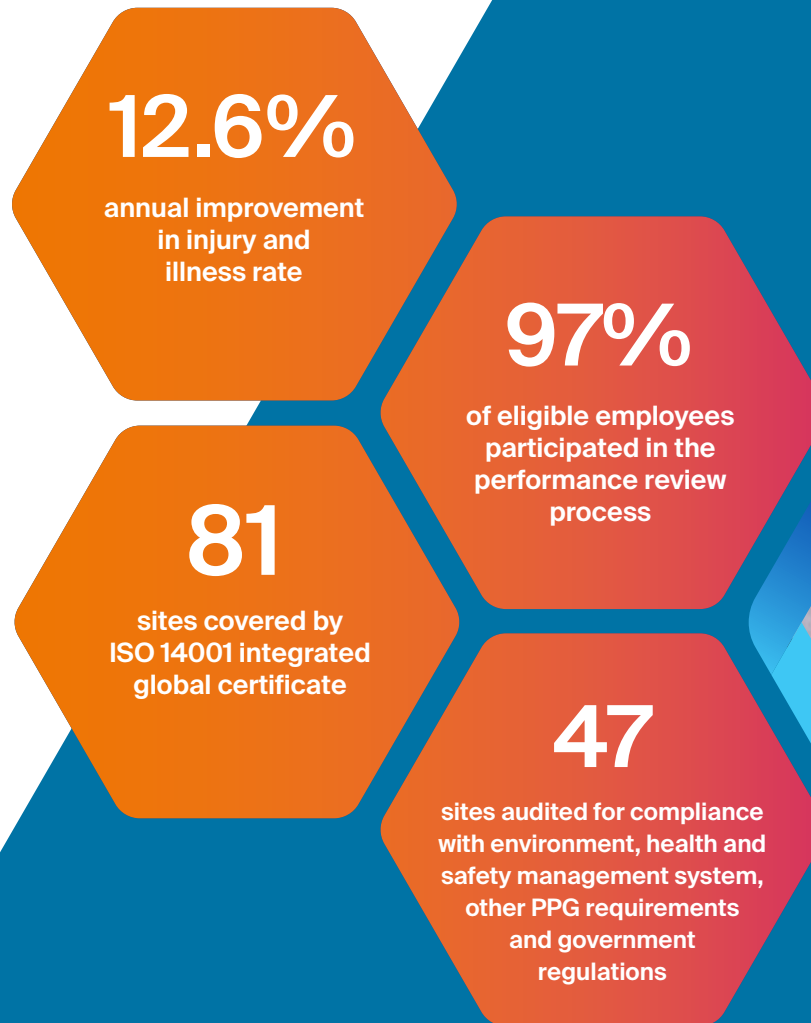 12.6%
annual improvement
in injury and
illness rate
97%
of eligible employees
participated in the
performance review
process
81
sites covered by
ISO 14001 integrated
global certificate
47
sites audited for compliance
with environment, health and
safety management system,
other PPG requirements
and government
regulations